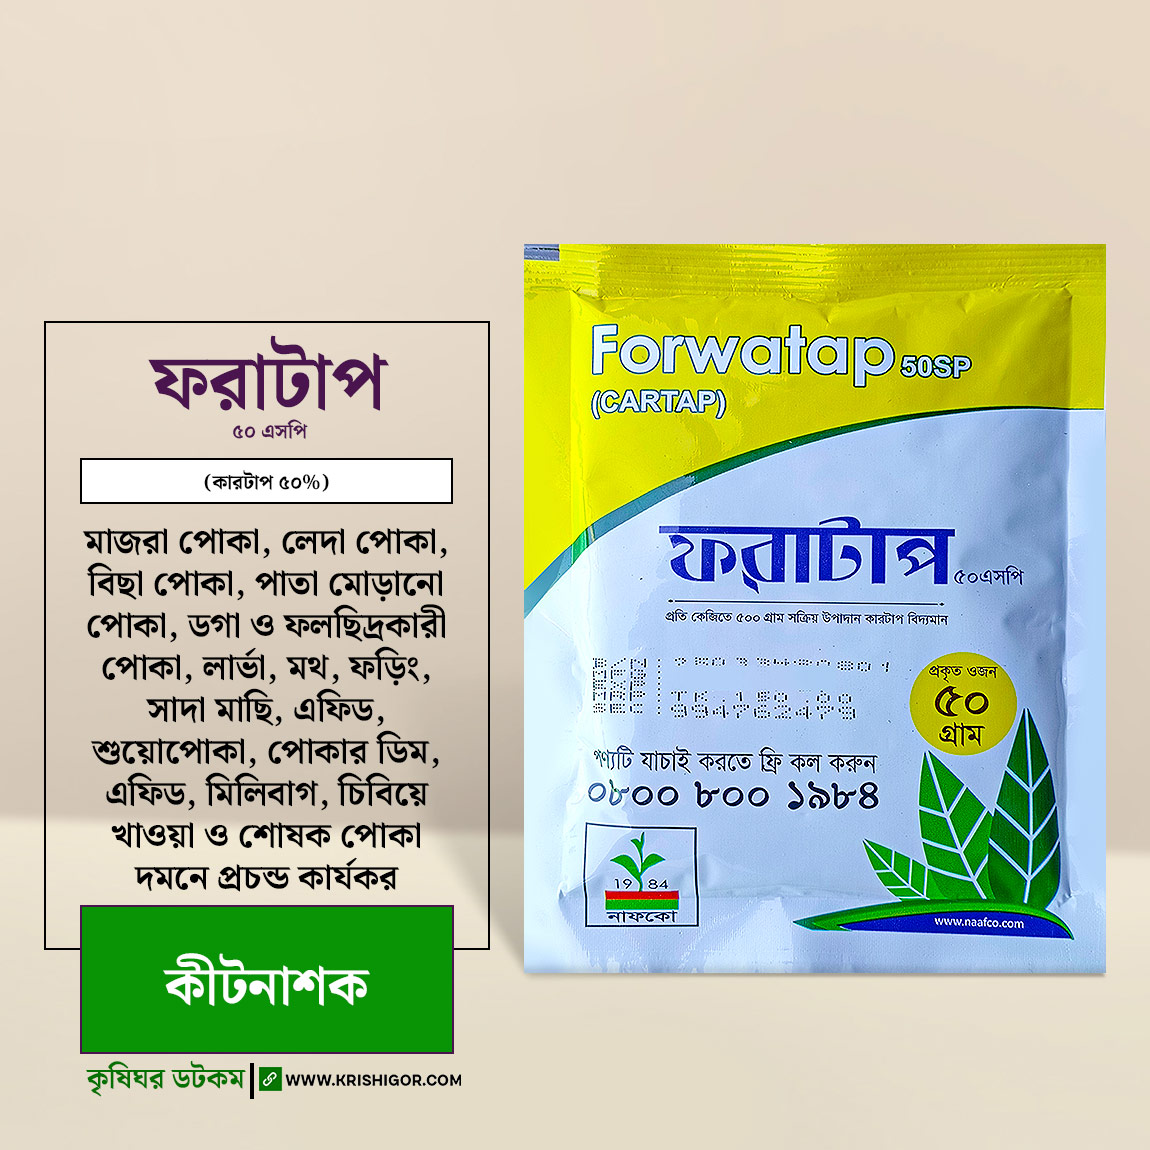 ফরাটাপ
৫০ এসপি
(কারটাপ ৫০%)
মাজরা পোকা, লেদা পোকা,
বিছা পোকা, পাতা মোড়ানো
পোকা, ডগা ও ফলছিদ্রকারী
পোকা, লার্ভা, মথ, ফড়িং,
সাদা মাছি, এফিড,
শুয়োপোকা, পোকার ডিম,
এফিড, মিলিবাগ, চিবিয়ে
খাওয়া ও শোষক পোকা
দমনে প্রচন্ড কার্যকর
কীটনাশক
কৃষিঘর ডটকম
WWW.KRISHIGOR.COM
Forwatap 50SP
(CARTAP)
ফরাটাপ ৫০এসপি
প্রতি কেজিতে ৫০০ গ্রাম সক্রিয় উপাদান কারটাপ বিদ্যমান
প্রকৃত ওজন
৫০
গ্রাম
পণ্যটি যাচাই করতে ফ্রি কল করুন
০৮০০ ৮০০ ১৯৮৪
19 84
নাফকো
www.naafco.com